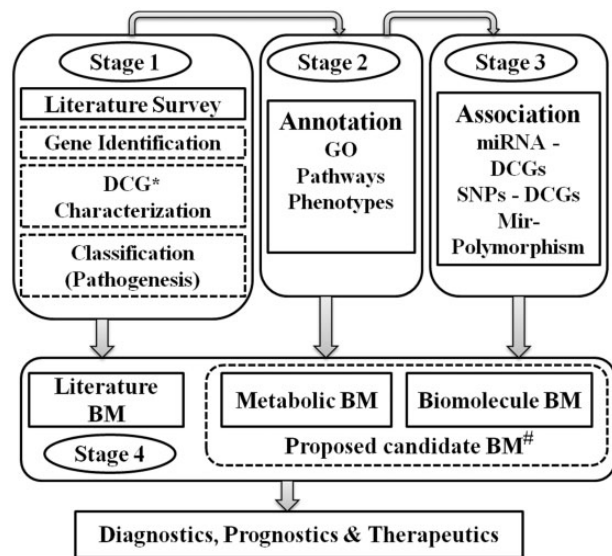 Stage 1
Literature Survey
Gene Identification
DCG*
Characterization
Classification
(Pathogenesis)
Stage 2
Annotation
GO
Pathways
Phenotypes
Stage 3
Association
miRNA -
DCGs
SNPs - DCGs
Mir-
Polymorphism
Literature
BM
Stage 4
Metabolic BM
Biomolecule BM
Proposed candidate BM#
Diagnostics, Prognostics & Therapeutics